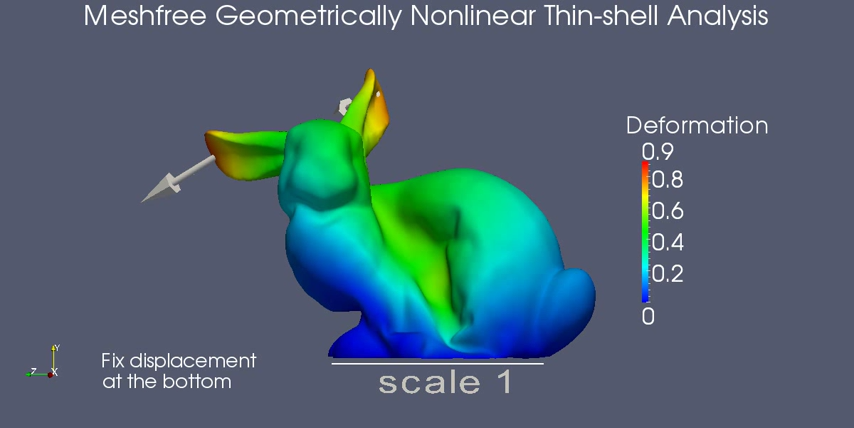 Meshfree Geometrically Nonlinear Thin-shell Analysis
Deformation
0.9
0.8
0.6
0.4
0.2
0
Y
Z X
Fix displacement
at the bottom
scale 1